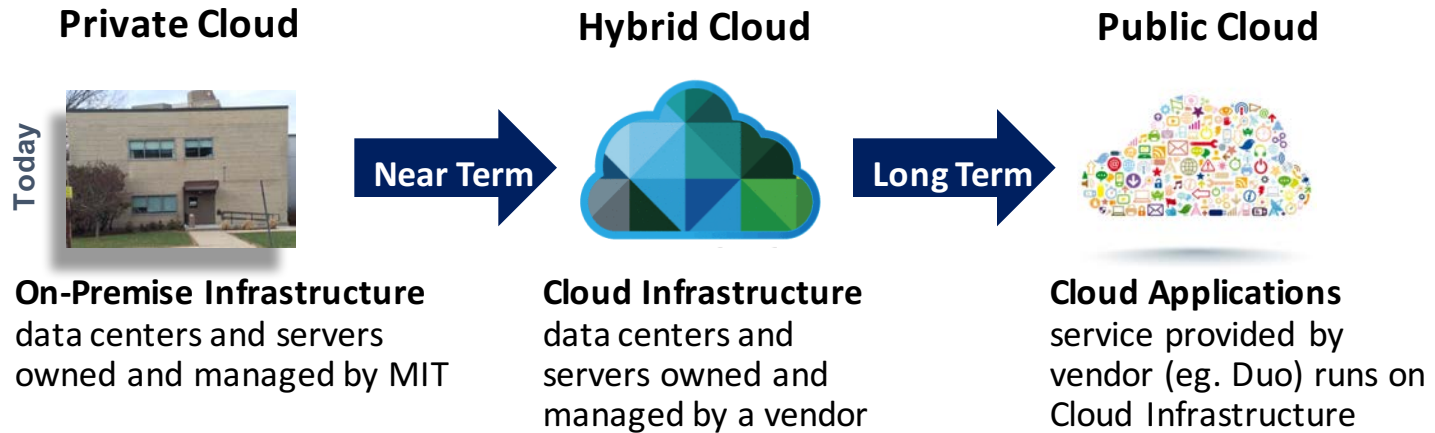 Private Cloud
Hybrid Cloud
Public Cloud
Today
Near Term
Long Term
On-Premise Infrastructure
data centers and servers
owned and managed by MIT
Cloud Infrastructure
data centers and
servers owned and
managed by a vendor
Cloud Applications
service provided by
vendor (eg. Duo) runs on
Cloud Infrastructure